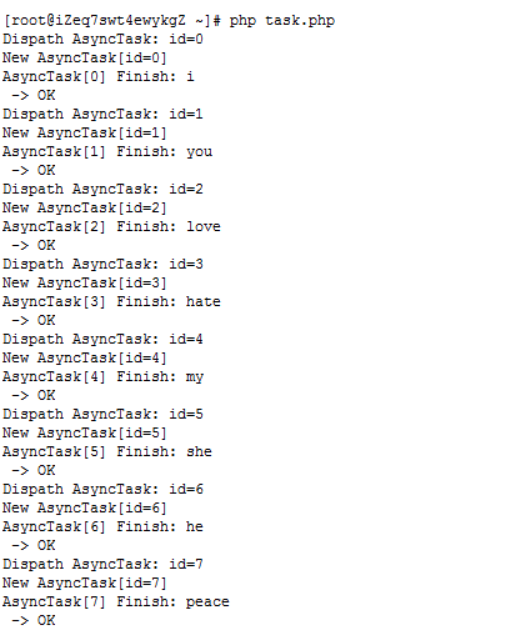 [root@iZeq7swt4ewykgZ ~]# php task.php
Dispath AsyncTask: id=0
New AsyncTask[id=0]
AsyncTask[0] Finish: i
 -> OK
Dispath AsyncTask: id=1
New AsyncTask[id=1]
AsyncTask[1] Finish: you
 -> OK
Dispath AsyncTask: id=2
New AsyncTask[id=2]
AsyncTask[2] Finish: love
 -> OK
Dispath AsyncTask: id=3
New AsyncTask[id=3]
AsyncTask[3] Finish: hate
 -> OK
Dispath AsyncTask: id=4
New AsyncTask[id=4]
AsyncTask[4] Finish: my
 -> OK
Dispath AsyncTask: id=5
New AsyncTask[id=5]
AsyncTask[5] Finish: she
 -> OK
Dispath AsyncTask: id=6
New AsyncTask[id=6]
AsyncTask[6] Finish: he
 -> OK
Dispath AsyncTask: id=7
New AsyncTask[id=7]
AsyncTask[7] Finish: peace
 -> OK